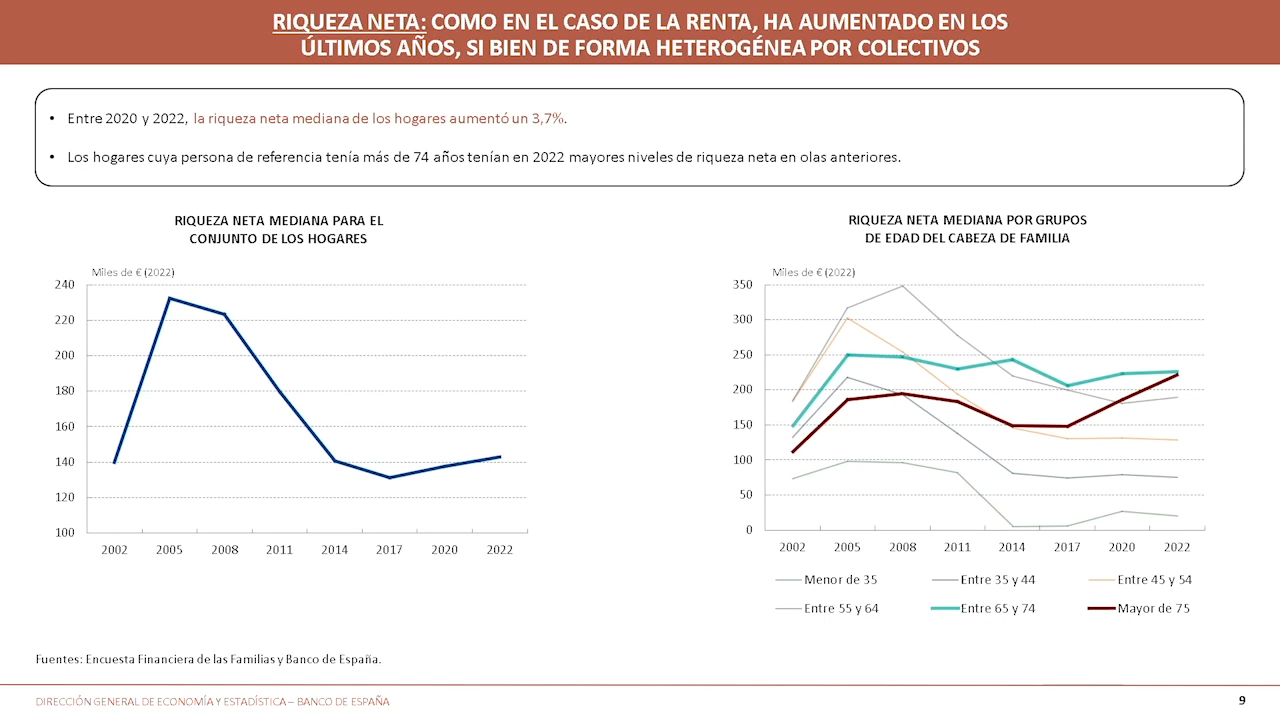 RIQUEZA NETA: COMO EN EL CASO DE LA RENTA, HA AUMENTADO EN LOS
ÚLTIMOS AÑOS, SI BIEN DE FORMA HETEROGÉNEA POR COLECTIVOS
• Entre 2020 y 2022, la riqueza neta mediana de los hogares aumentó un 3,7%.
• Los hogares cuya persona de referencia tenía más de 74 años tenían en 2022 mayores niveles de riqueza neta en olas anteriores.
RIQUEZA NETA MEDIANA PARA EL
CONJUNTO DE LOS HOGARES
Miles de € (2022)
240
220
200
180
160
140
120
100
2002 2005 2008 2011 2014 2017 2020 2022
RIQUEZA NETA MEDIANA POR GRUPOS
DE EDAD DEL CABEZA DE FAMILIA
Miles de € (2022)
350
300
250
200
150
100
50
0
2002 2005 2008 2011 2014 2017 2020 2022
Menor de 35 Entre 35 y 44 Entre 45 y 54
Entre 55 y 64 Entre 65 y 74 Mayor de 75
Fuentes: Encuesta Financiera de las Familias y Banco de España.
DIRECCIÓN GENERAL DE ECONOMÍA Y ESTADÍSTICA – BANCO DE ESPAÑA
9